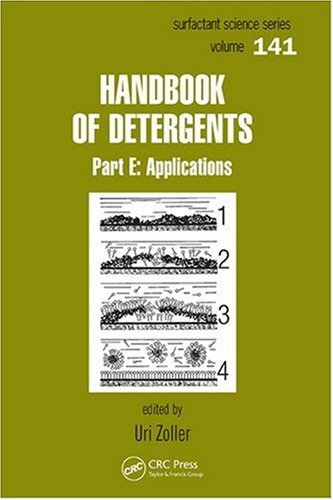 surfactant science series
volume 141
HANDBOOK
OF DETERGENTS
Part E: Applications
1
2
3
4
edited by
Uri Zoller
CRC
CRC Press
Taylor & Francis Group